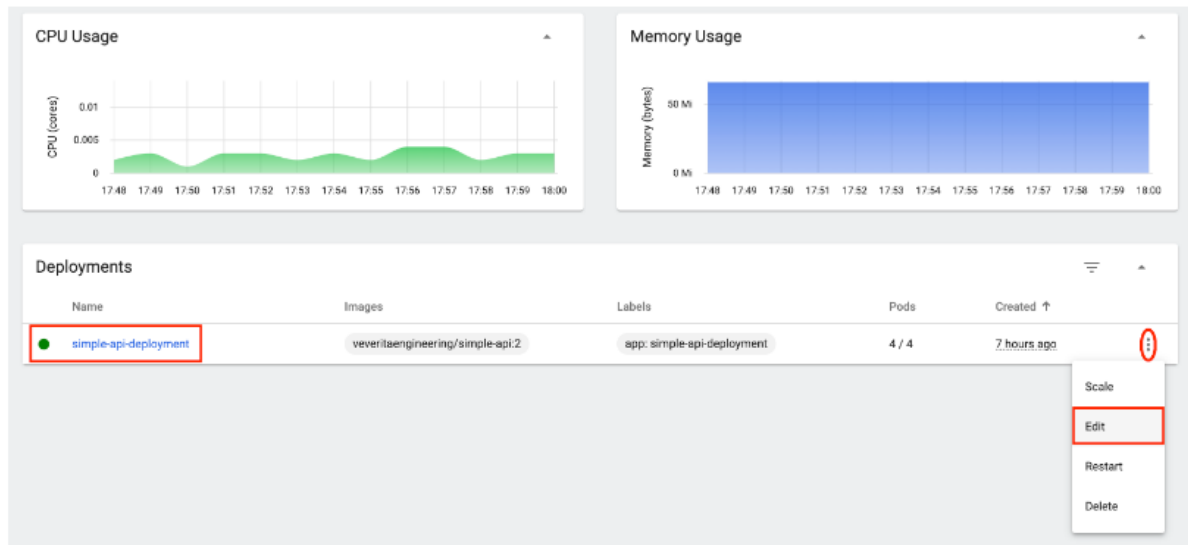 CPU Usage
Memory Usage
CPU (cores)
0.01
0.005
0
17:48 17:49 17:50 17:51 17:52 17:53 17:54 17:55 17:56 17:57 17:58 17:59 18:00
Memory (bytes)
50 Mi
0 Mi
17:48 17:49 17:50 17:51 17:52 17:53 17:54 17:55 17:56 17:57 17:58 17:59 18:00
Deployments
Name Images Labels Pods Created ↑
simple-api-deployment veveritaengineering/simple-api:2 app: simple-api-deployment 4 / 4 7 hours ago
Scale
Edit
Restart
Delete